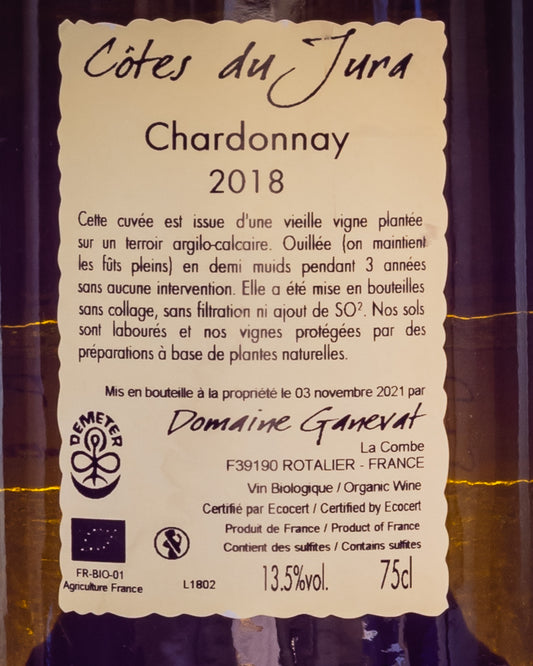 Côtes du Jura
Chardonnay
2018
Cette cuvée est issue d'une vieille vigne plantée
sur un terroir argilo-calcaire. Ouillée (on maintient
les fûts pleins) en demi muids pendant 3 années
sans aucune intervention. Elle a été mise en bouteilles
sans collage, sans filtration ni ajout de SO². Nos sols
sont labourés et nos vignes protégées par des
préparations à base de plantes naturelles.
Mis en bouteille à la propriété le 03 novembre 2021 par
Domaine Ganevat
La Combe
F39190 ROTALIER - FRANCE
DEMETER
Vin Biologique / Organic Wine
Certifié par Ecocert / Certified by Ecocert
Produit de France / Product of France
Contient des sulfites / Contains sulfites
FR-BIO-01
Agriculture France
L1802
13.5%vol.
75cl